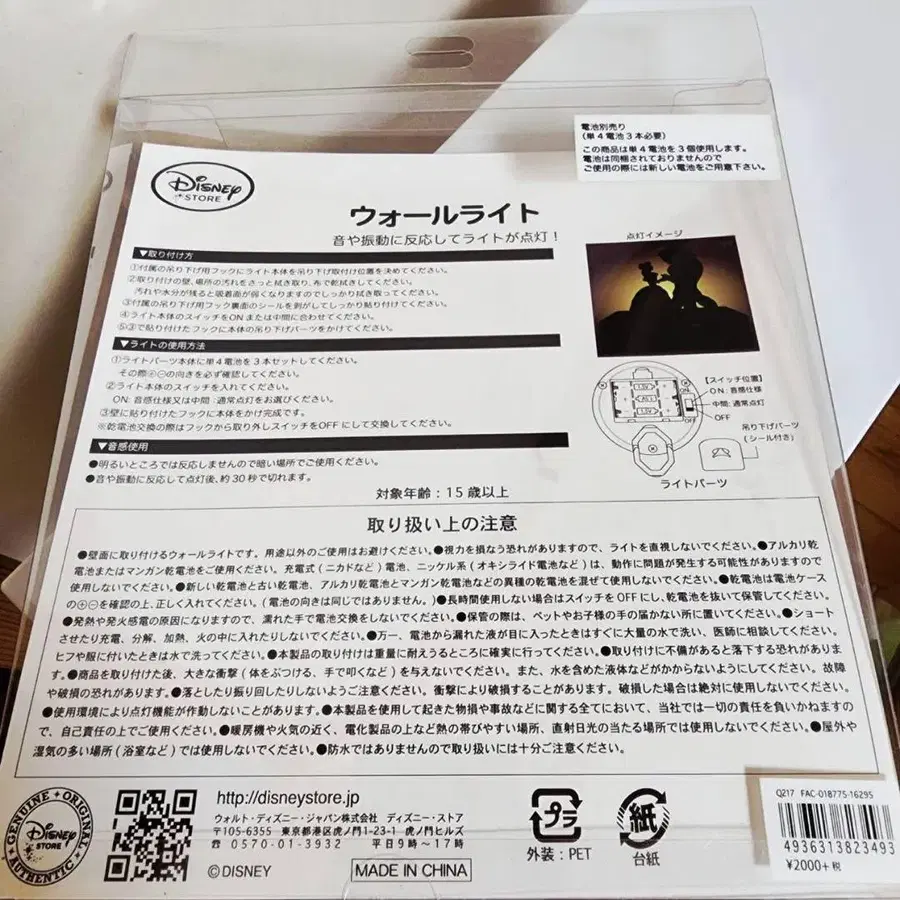 電池別売り
(単4電池3本必要)
この商品は単4電池を3個使用します。
電池は同梱されておりませんので
ご使用の際には新しい電池をご用意下さい。
Disney
STORE
ウォールライト
音や振動に反応してライトが点灯!
▼取り付け方
①付属の吊り下げ用フックにライト本体を吊り下げ取付け位置を決めてください。
②取り付けの壁、場所の汚れをさっと拭き取り、布で乾拭きしてください。
汚れや水分が残ると吸着面が弱くなりますのでしっかり拭き取ってください。
③付属の吊り下げ用フック裏面のシールを剥がしてしっかり貼り付けてください。
④ライト本体のスイッチをONまたは中間に合わせてください。
⑤③で貼り付けたフックに本体の吊り下げパーツをかけてください。
▼ライトの使用方法
①ライトパーツ本体に単4電池を3本セットしてください。
その際⊕⊖の向きを必ず確認してください。
②ライト本体のスイッチを入れてください。
ON:音感仕様又は中間:通常点灯をお選びください。
③壁に貼り付けたフックに本体をかけ完成です。
※乾電池交換の際はフックから取り外しスイッチをOFFにして交換してください。
▼音感使用
●明るいところでは反応しませんので暗い場所でご使用ください。
●音や振動に反応して点灯後、約30秒で切れます。
点灯イメージ
【スイッチ位置】
ON:音感仕様
中間:通常点灯
OFF
ON
OFF
1.5V
1.5V
吊り下げパーツ
(シール付き)
ライトパーツ
対象年齢:15歳以上
取り扱い上の注意
●壁面に取り付けるウォールライトです。用途以外のご使用はお避けください。●視力を損なう恐れがありますので、ライトを直視しないでください。●アルカリ乾
電池またはマンガン乾電池をご使用ください。充電式(ニカドなど)電池、ニッケル系(オキシライド電池など)は、動作に問題が発生する可能性がありますので
使用しないでください。●新しい乾電池と古い乾電池、アルカリ乾電池とマンガン乾電池などの異種の乾電池を混ぜて使用しないでください。●乾電池は電池ケース
の⊕⊖を確認の上、正しく入れてください。(電池の向きは同じではありません。)●長時間使用しない場合はスイッチをOFFにし、乾電池を抜いて保管してください。
●発熱や発火感電の原因になりますので、濡れた手で電池交換をしないでください。●保管の際は、ペットやお子様の手の届かない所に置いてください。●ショート
させたり充電、分解、加熱、火の中に入れたりしないでください。●万一、電池から漏れた液が目に入ったときはすぐに大量の水で洗い、医師に相談してください。
ヒフや服に付いたときは水で洗ってください。●本製品の取り付けは重量に耐えうるところに確実に行ってください。●取り付けに不備があると落下する恐れがありま
す。●商品を取り付けた後、大きな衝撃(体をぶつける、手で叩くなど)を与えないでください。また、水を含めた液体などがかからないようにしてください。故障
や破損の恐れがあります。●落としたり振り回したりしないようご注意ください。衝撃により破損することがあります。破損した場合は絶対に使用しないでください。
●使用環境により点灯機能が作動しないことがあります。●本製品を使用して起きた物損や事故などに関する全てにおいて、当社では一切の責任を負いかねますの
で、自己責任の上でご使用ください。●暖房機や火気の近く、電化製品の上など熱の帯びやすい場所、直射日光の当たる場所では使用しないでください。●屋外や
湿気の多い場所(浴室など)では使用しないでください。●防水ではありませんので取り扱いには十分ご注意ください。
GENUINE ORIGINAL
Disney
STORE
AUTHENTIC
http://disneystore.jp
ウォルト・ディズニー・ジャパン株式会社 ディズニー・ストア
〒105-6355 東京都港区虎ノ門1-23-1 虎ノ門ヒルズ
☎0570-01-3932 平日9時〜17時
©DISNEY
MADE IN CHINA
プラ
外装:PET
紙
台紙
Q217 FAC-018775-16295
4936313823493
¥2000+税